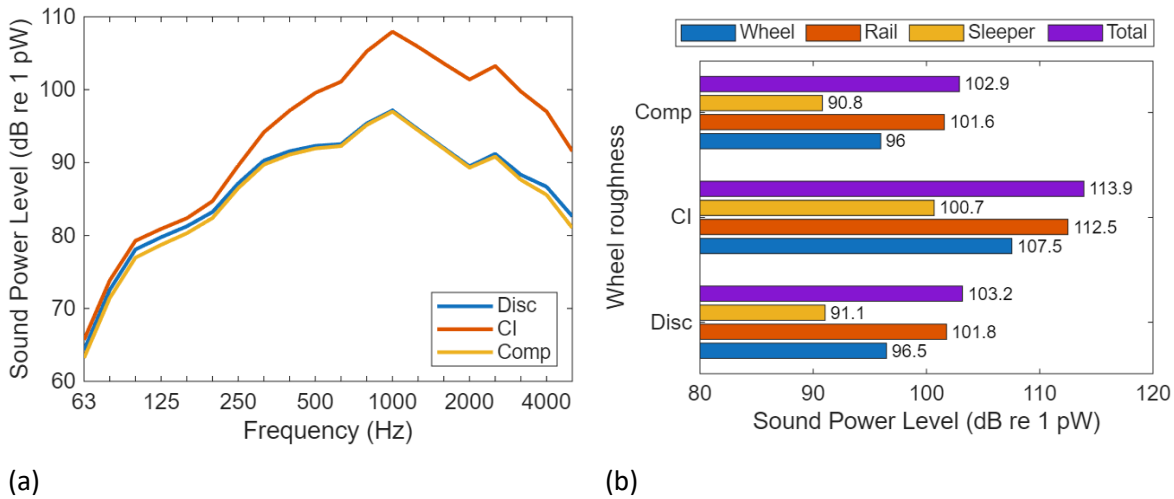 110
100
90
80
70
60
Sound Power Level (dB re 1 pW)
Disc
CI
Comp
63 125 250 500 1000 2000 4000
Frequency (Hz)
(a)
Wheel Rail Sleeper Total
Wheel roughness
Comp
102.9
90.8
101.6
96
CI
113.9
100.7
112.5
107.5
Disc
103.2
91.1
101.8
96.5
80 90 100 110 120
Sound Power Level (dB re 1 pW)
(b)